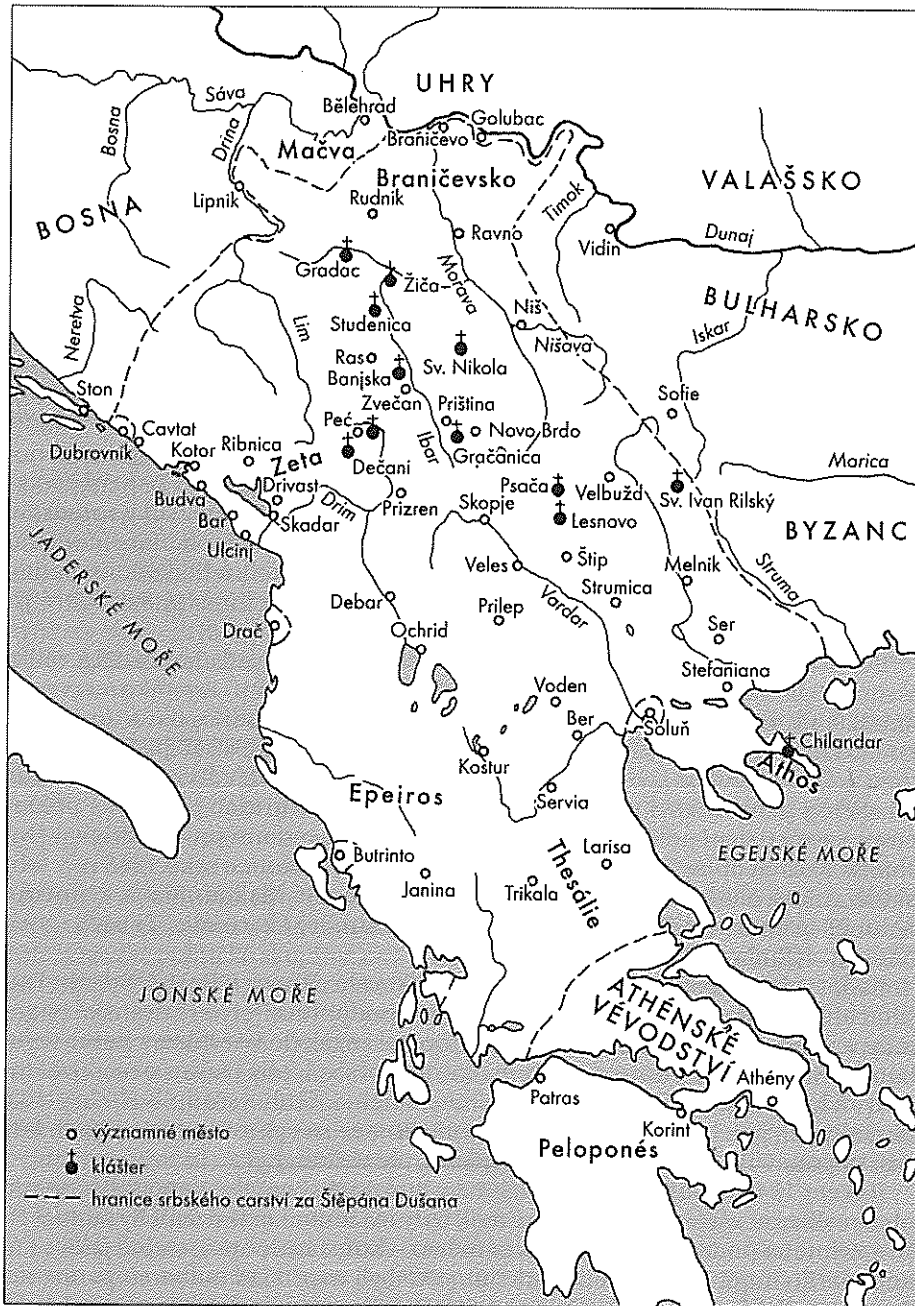 UHRY
Sáva
Bělehrad
Golubac
Bosna
Drina
Braničevo
Mačva
Braničevsko
VALAŠSKO
Lipnik
Rudnik
Timok
BOSNA
Ravno
Vidin
Dunaj
Gradac
Žiča
Morava
BULHARSKO
Studenica
Niš
Iskar
Neretva
Lim
Nišava
Ras
Sv. Nikola
Banjska
Ston
Zvečan
Priština
Sofie
Cavtat
Peć
Novo Brdo
Dubrovník
Kotor
Ribnica
Ibar
Gračanica
Zeta
Dečani
Marica
Budva
Drivast
Psača
Velbužd
Sv. Ivan Rilský
Drim
Prizren
Bar
Skadar
Skopje
Lesnovo
BYZANC
Ulcinj
Štip
JADERSKÉ MOŘE
Veles
Melnik
Struma
Debar
Strumica
Prilep
Vardar
Drač
Ochrid
Ser
Stefaniana
Voden
Ber
Soluň
Kostur
Chilandar
Athos
Epeiros
Servia
Butrinto
Larisa
EGEJSKÉ MOŘE
Janina
Trikala
Thesálie
JÓNSKÉ MOŘE
ATHÉNSKÉ
VÉVODSTVÍ
Athény
Patras
Korint
Peloponés
významné město
klášter
hranice srbského carství za Štěpána Dušana